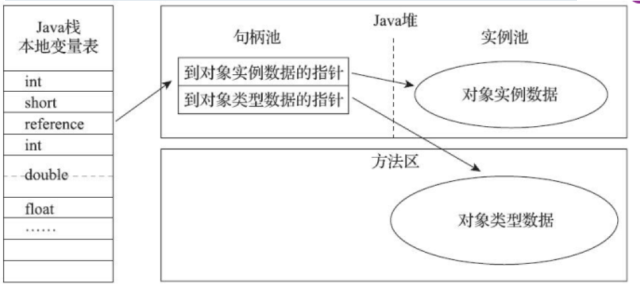 Java栈
本地变量表
int
short
reference
int
double
float
……
Java堆
句柄池
实例池
到对象实例数据的指针
到对象类型数据的指针
对象实例数据
方法区
对象类型数据